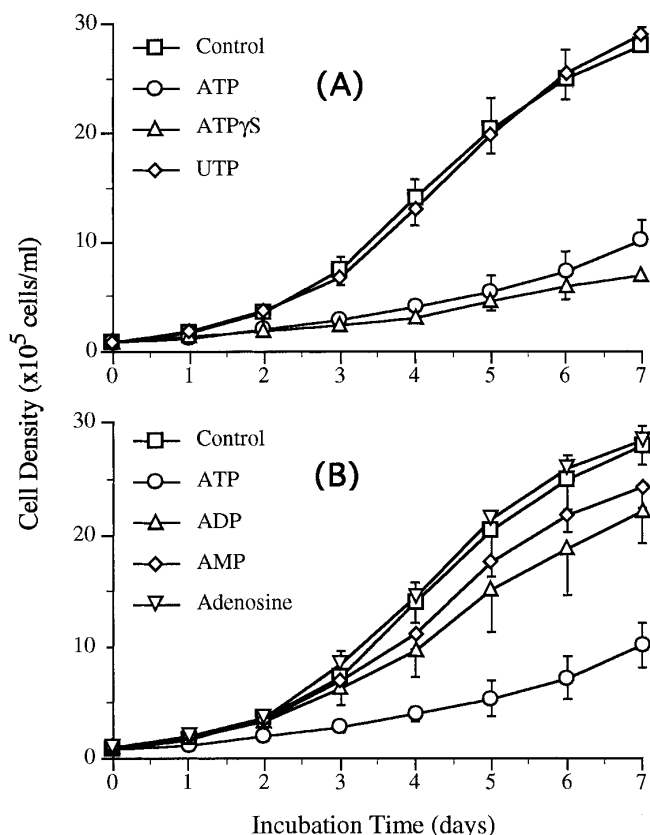 30
20
10
0
Control
ATP
ATPγS
UTP
(A)
0 1 2 3 4 5 6 7
Cell Density (x10⁵ cells/ml)
30
20
10
0
Control
ATP
ADP
AMP
Adenosine
(B)
0 1 2 3 4 5 6 7
Incubation Time (days)